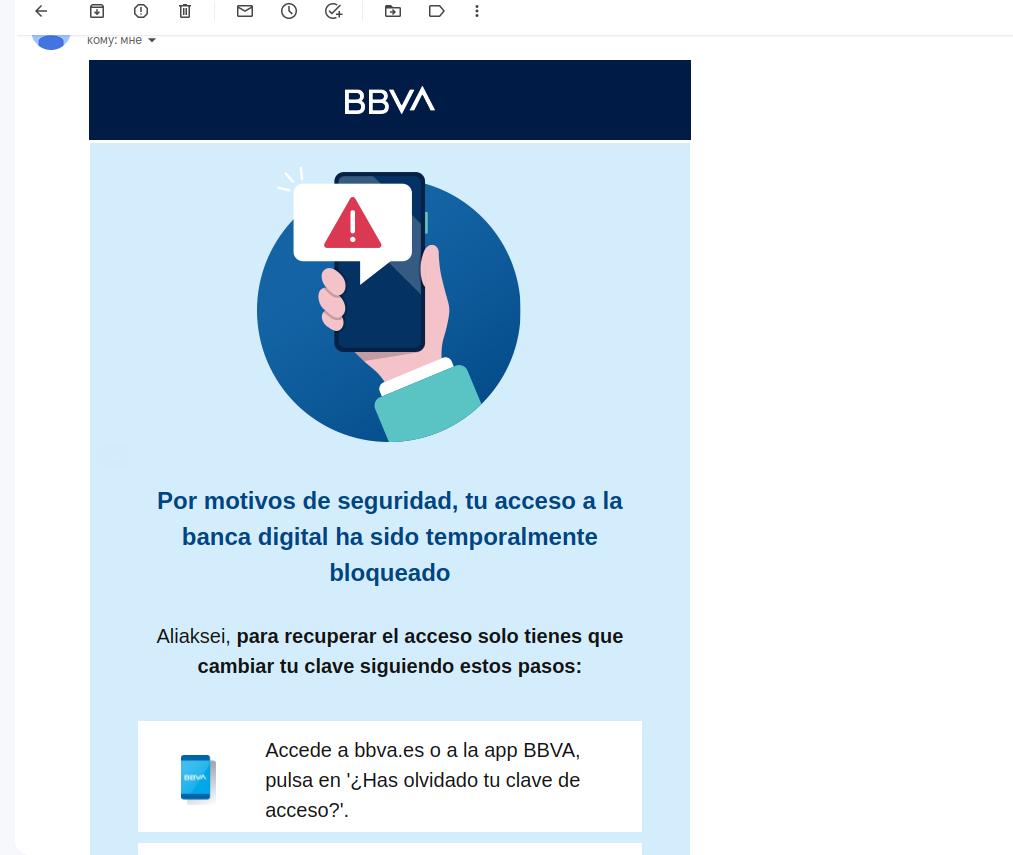 кому: мне
BBVA
Por motivos de seguridad, tu acceso a la
banca digital ha sido temporalmente
bloqueado
Aliaksei, para recuperar el acceso solo tienes que
cambiar tu clave siguiendo estos pasos:
BBVA
Accede a bbva.es o a la app BBVA,
pulsa en '¿Has olvidado tu clave de
acceso?'.